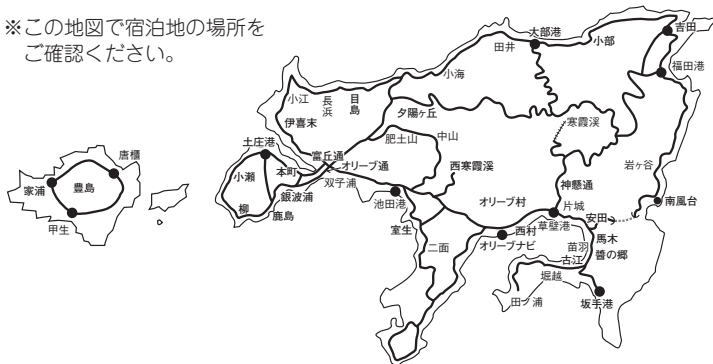 ※この地図で宿泊地の場所を
ご確認ください。
吉田
大部港
小部
田井
福田港
小海
小江
長浜
目島
夕陽ヶ丘
伊喜末
寒霞渓
肥土山
中山
土庄港
唐櫃
富丘通
オリーブ通
西寒霞渓
岩ヶ谷
小瀬
本町
家浦
豊島
双子浦
銀波浦
神懸通
池田港
オリーブ村
片城
南風台
柳
鹿島
甲生
安田
草壁港
室生
西村
馬木
二面
オリーブナビ
苗羽
醤の郷
古江
堀越
田ノ浦
坂手港